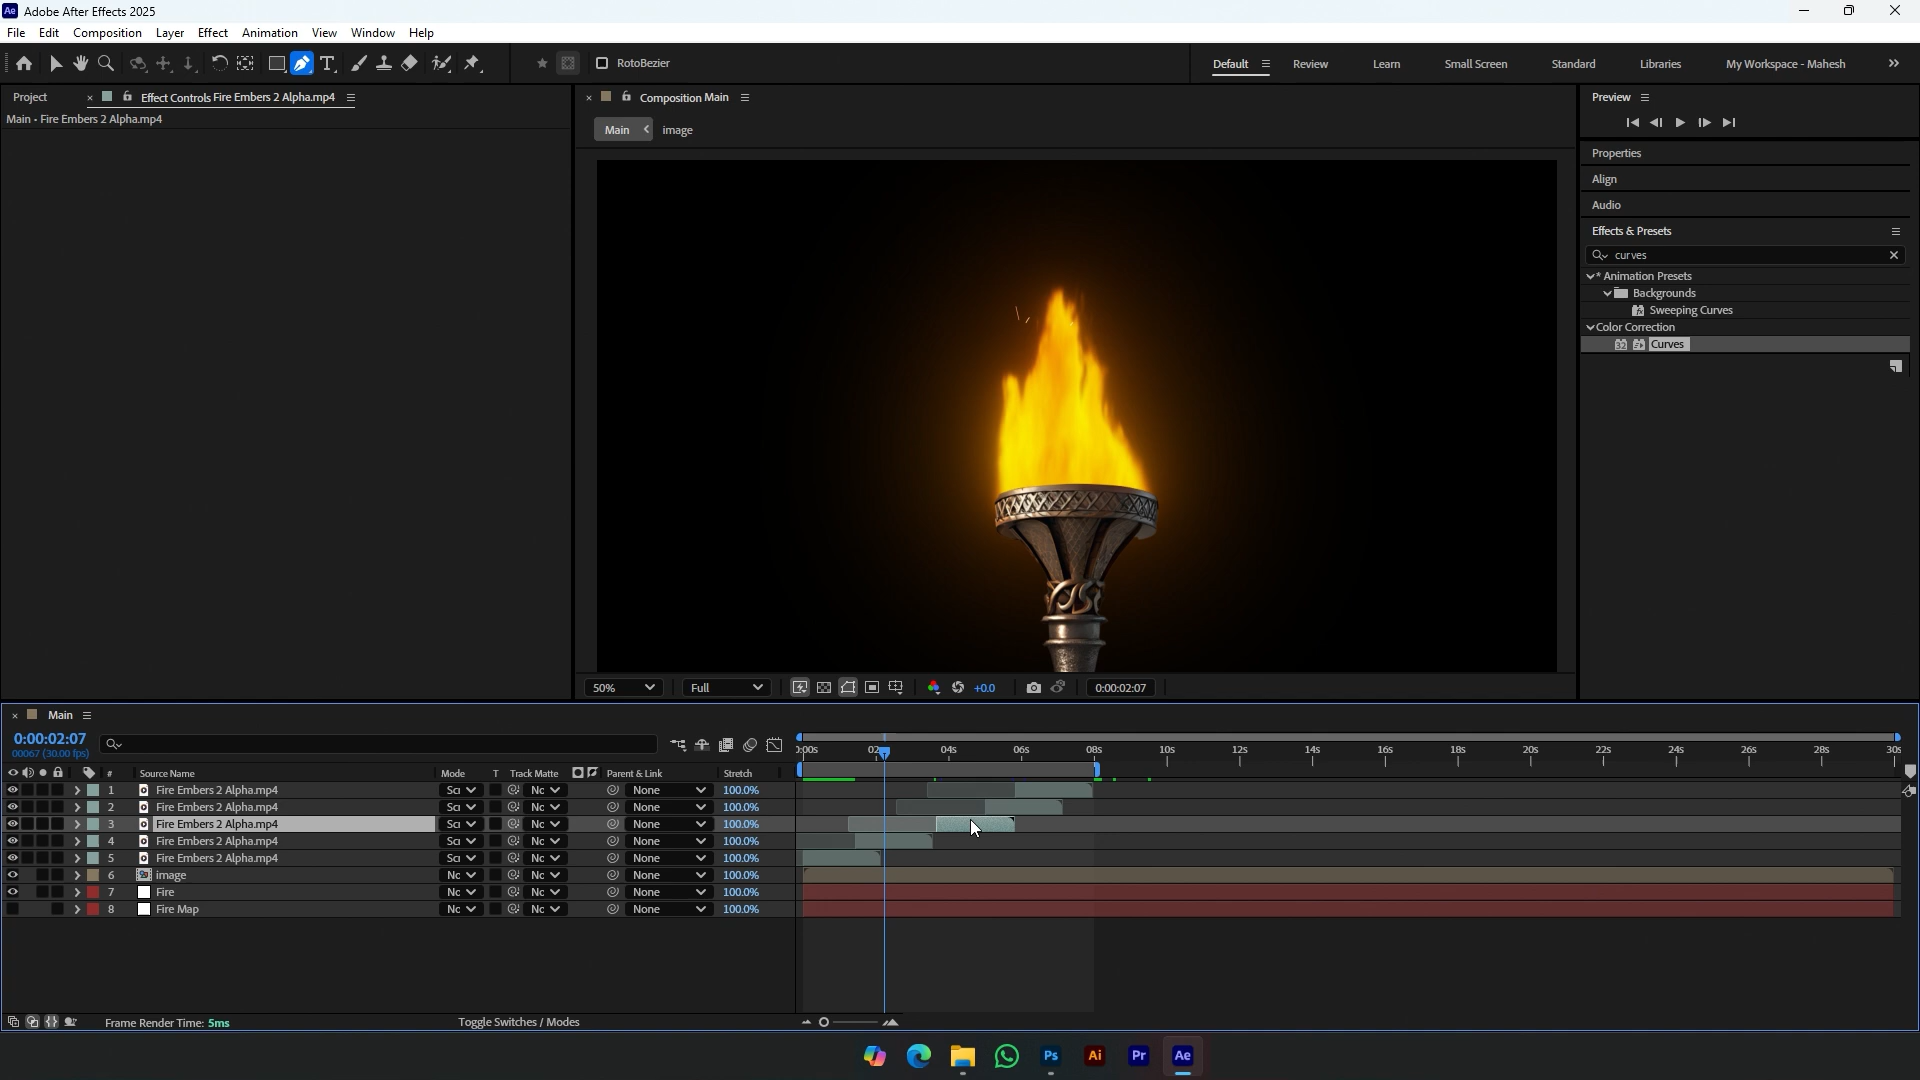 Ae Adobe After Effects 2025
File Edit Composition Layer Effect Animation View Window Help
RotoBezier
Default Review Learn Small Screen Standard Libraries My Workspace - Mahesh
Project Effect Controls Fire Embers 2 Alpha.mp4
Main - Fire Embers 2 Alpha.mp4
Composition Main
Main < image
Preview
Properties
Align
Audio
Effects & Presets
curves
* Animation Presets
Backgrounds
Sweeping Curves
Color Correction
32 Curves
50% Full +0.0 0:00:02:07
Main
0:00:02:07
00067 (30.00 fps)
04s 06s 08s 10s 12s 14s 16s 18s 20s 22s 24s 26s 28s
# Source Name Mode T Track Matte Parent & Link Stretch
1 Fire Embers 2 Alpha.mp4 None 100.0%
2 Fire Embers 2 Alpha.mp4 None 100.0%
3 Fire Embers 2 Alpha.mp4 None 100.0%
4 Fire Embers 2 Alpha.mp4 None 100.0%
5 Fire Embers 2 Alpha.mp4 None 100.0%
6 image None 100.0%
7 Fire None 100.0%
8 Fire Map None 100.0%
Frame Render Time: 5ms Toggle Switches / Modes
Ps Ai Pr Ae